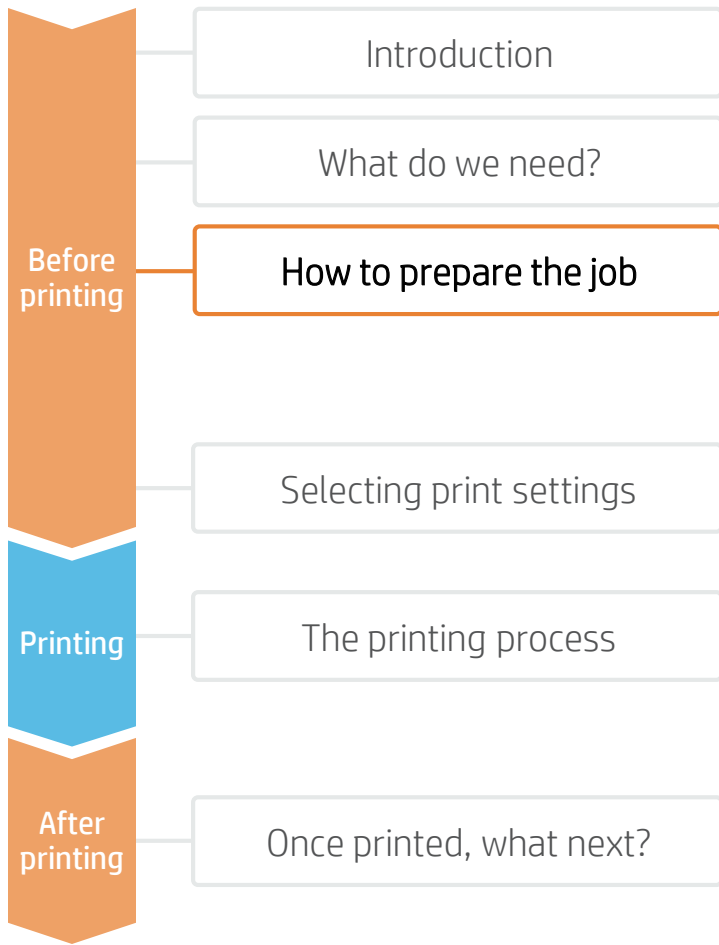 Introduction
What do we need?
Before
printing
How to prepare the job
Selecting print settings
Printing
The printing process
After
printing
Once printed, what next?